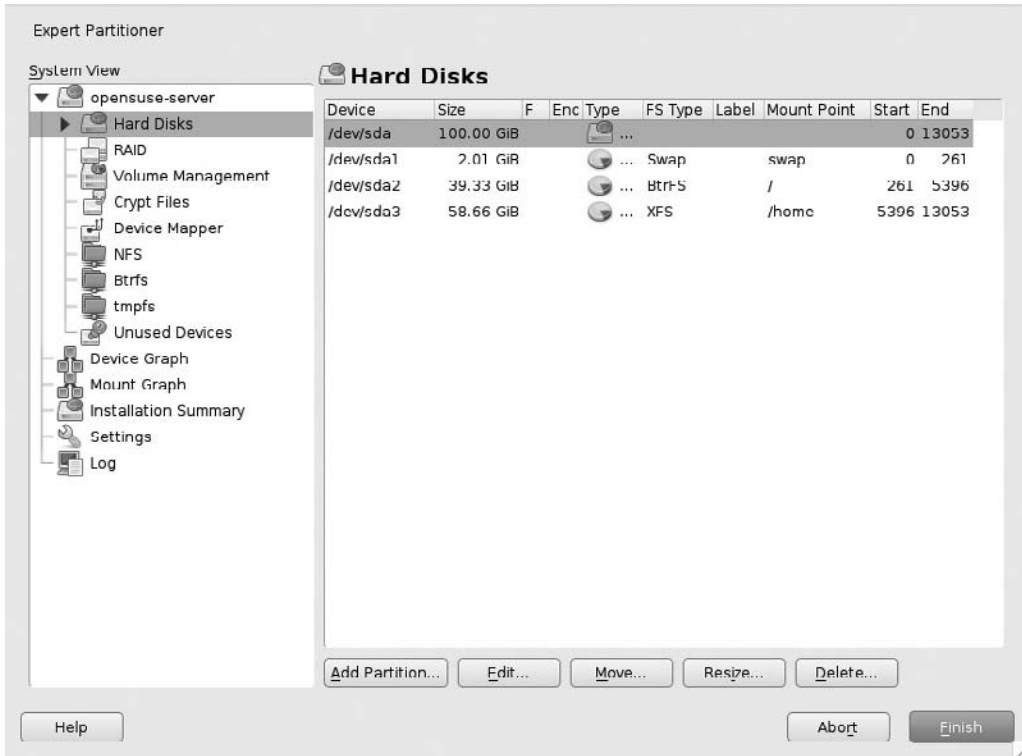 Expert Partitioner
System View
opensuse-server
Hard Disks
RAID
Volume Management
Crypt Files
Device Mapper
NFS
Btrfs
tmpfs
Unused Devices
Device Graph
Mount Graph
Installation Summary
Settings
Log
Hard Disks
Device Size F Enc Type FS Type Label Mount Point Start End
/dev/sda 100.00 GiB ... 0 13053
/dev/sda1 2.01 GiB ... Swap swap 0 261
/dev/sda2 39.33 GiB ... BtrFS / 261 5396
/dev/sda3 58.66 GiB ... XFS /home 5396 13053
Add Partition... Edit... Move... Resize... Delete...
Help Abort Finish